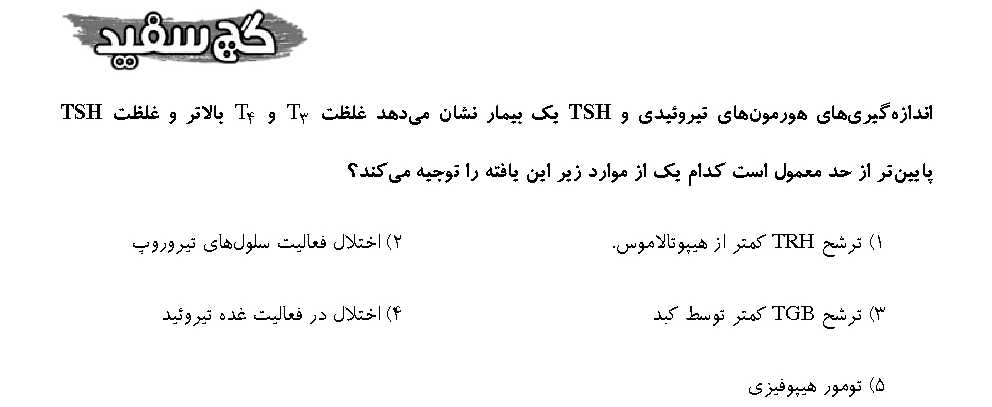 گچ سفید
اندازه‌گیری‌های هورمون‌های تیروئیدی و TSH یک بیمار نشان می‌دهد غلظت T۳ و T۴ بالاتر و غلظت TSH
پایین‌تر از حد معمول است کدام یک از موارد زیر این یافته را توجیه می‌کند؟
۱) ترشح TRH کمتر از هیپوتالاموس. ۲) اختلال فعالیت سلول‌های تیروروپ
۳) ترشح TGB کمتر توسط کبد ۴) اختلال در فعالیت غده تیروئید
۵) تومور هیپوفیزی